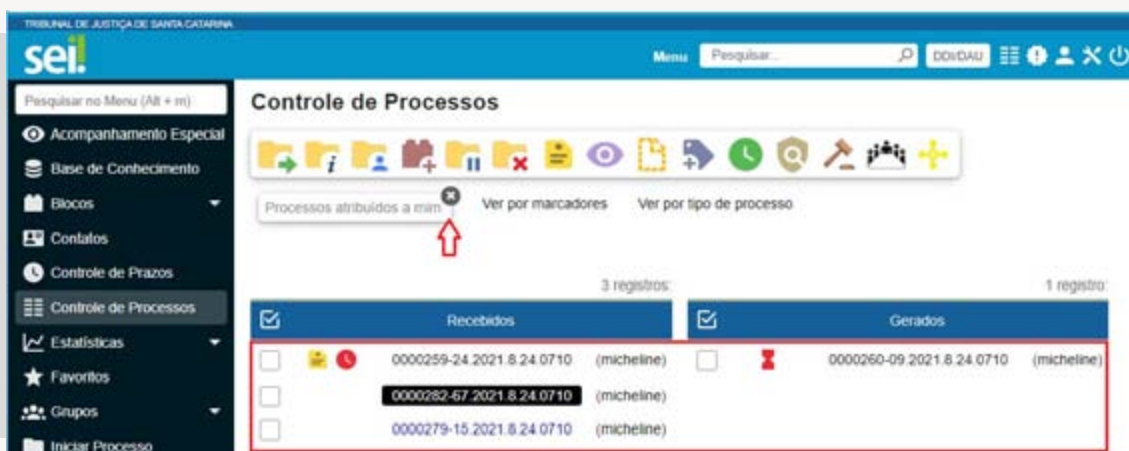 TRIBUNAL DE JUSTIÇA DE SANTA CATARINA
sei!
Menu
Pesquisar...
DDI/DAU
Pesquisar no Menu (Alt + m)
Acompanhamento Especial
Base de Conhecimento
Blocos
Contatos
Controle de Prazos
Controle de Processos
Estatísticas
Favoritos
Grupos
Iniciar Processo
Controle de Processos
Processos atribuídos a mim
Ver por marcadores
Ver por tipo de processo
3 registros:
Recebidos
0000259-24.2021.8.24.0710 (micheline)
0000282-67.2021.8.24.0710 (micheline)
0000279-15.2021.8.24.0710 (micheline)
1 registro:
Gerados
0000260-09.2021.8.24.0710 (micheline)